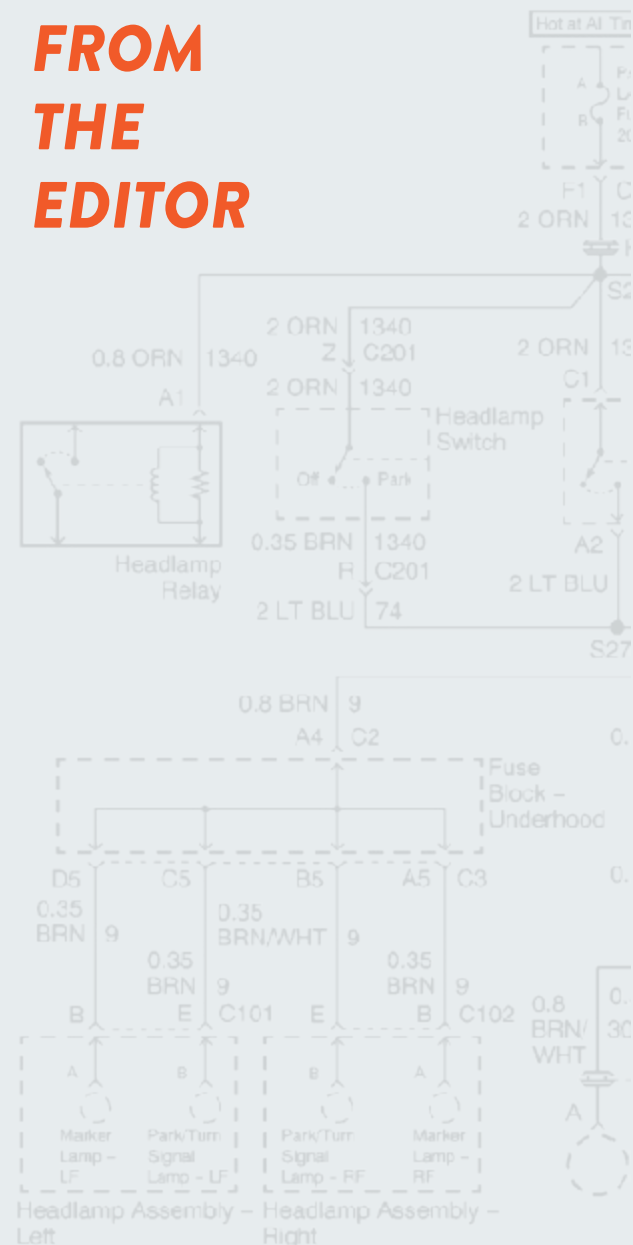 FROM
THE
EDITOR
Hot at All
A
B
F1
2 ORN
2 ORN 1340
0.8 ORN 1340
Z C201
2 ORN
A1
2 ORN 1340
C1
Headlamp
Switch
Off Park
0.35 BRN 1340
A2
R C201
Headlamp
Relay
2 LT BLU
2 LT BLU 74
0.8 BRN 9
A4 C2
Fuse
Block –
Underhood
D5 C5 B5 A5 C3
0.35
BRN 9
0.35
BRN/WHT 9
0.35
BRN 9
0.35
BRN 9
B E C101 E B C102
0.8
BRN/
WHT
A B B A
A
Marker
Lamp –
LF
Park/Turn
Signal
Lamp – LF
Park/Turn
Signal
Lamp – RF
Marker
Lamp –
RF
Headlamp Assembly –
Left
Headlamp Assembly –
Right